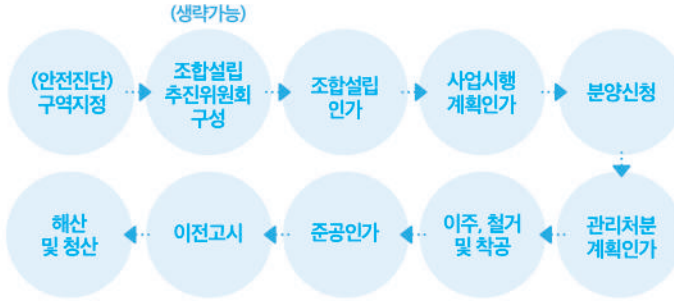 (생략가능)
(안전진단)
구역지정
조합설립
추진위원회
구성
조합설립
인가
사업시행
계획인가
분양신청
관리처분
계획인가
이주, 철거
및 착공
준공인가
이전고시
해산
및 청산